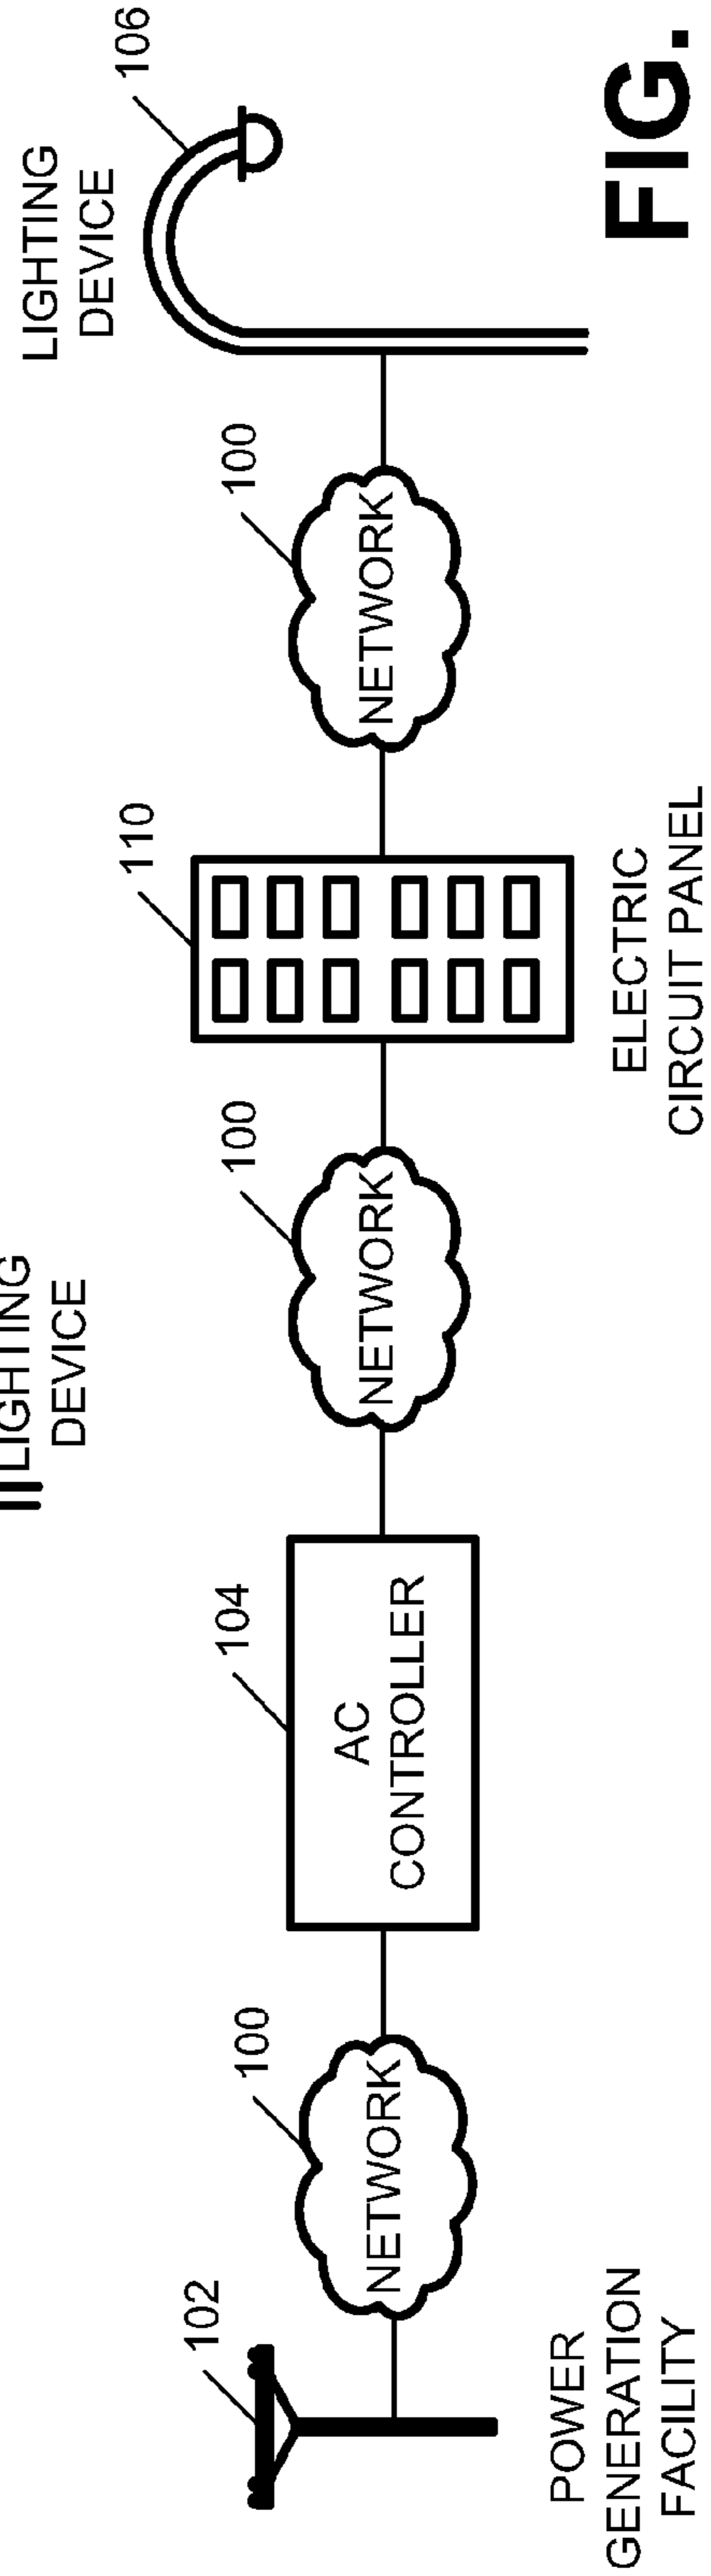 LIGHTING
DEVICE
102
100
NETWORK
104
AC
CONTROLLER
100
NETWORK
110
100
NETWORK
LIGHTING
DEVICE
106
POWER
GENERATION
FACILITY
ELECTRIC
CIRCUIT PANEL
FIG.